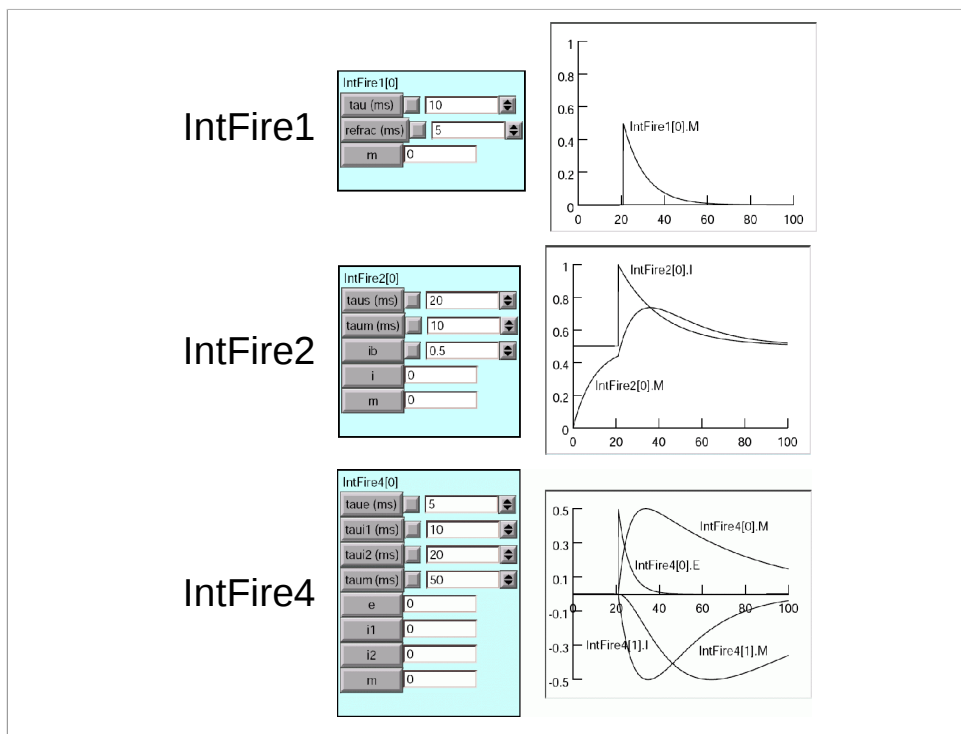 IntFire1
IntFire1[0]
tau (ms) 10
refrac (ms) 5
m 0
1
0.8
0.6
0.4
0.2
0
IntFire1[0].M
0 20 40 60 80 100
IntFire2
IntFire2[0]
taus (ms) 20
taum (ms) 10
ib 0.5
i 0
m 0
1
0.8
0.6
0.4
0.2
0
IntFire2[0].I
IntFire2[0].M
0 20 40 60 80 100
IntFire4
IntFire4[0]
taue (ms) 5
taui1 (ms) 10
taui2 (ms) 20
taum (ms) 50
e 0
i1 0
i2 0
m 0
0.5
0.3
0.1
-0.1
-0.3
-0.5
IntFire4[0].M
IntFire4[0].E
0 20 40 60 80 100
IntFire4[1].I
IntFire4[1].M